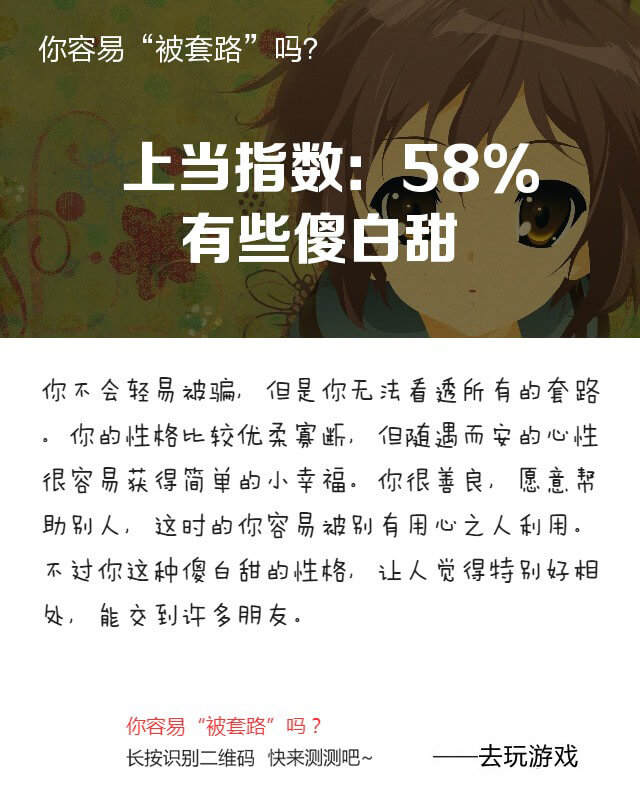 你容易“被套路”吗?
上当指数: 58%
有些傻白甜
你不会轻易被骗, 但是你无法看透所有的套路
。你的性格比较优柔寡断, 但随遇而安的心性
很容易获得简单的小幸福。你很善良, 愿意帮
助别人, 这时的你容易被别有用心之人利用。
不过你这种傻白甜的性格, 让人觉得特别好相
处, 能交到许多朋友。
你容易“被套路”吗？
长按识别二维码 快来测测吧~
——去玩游戏